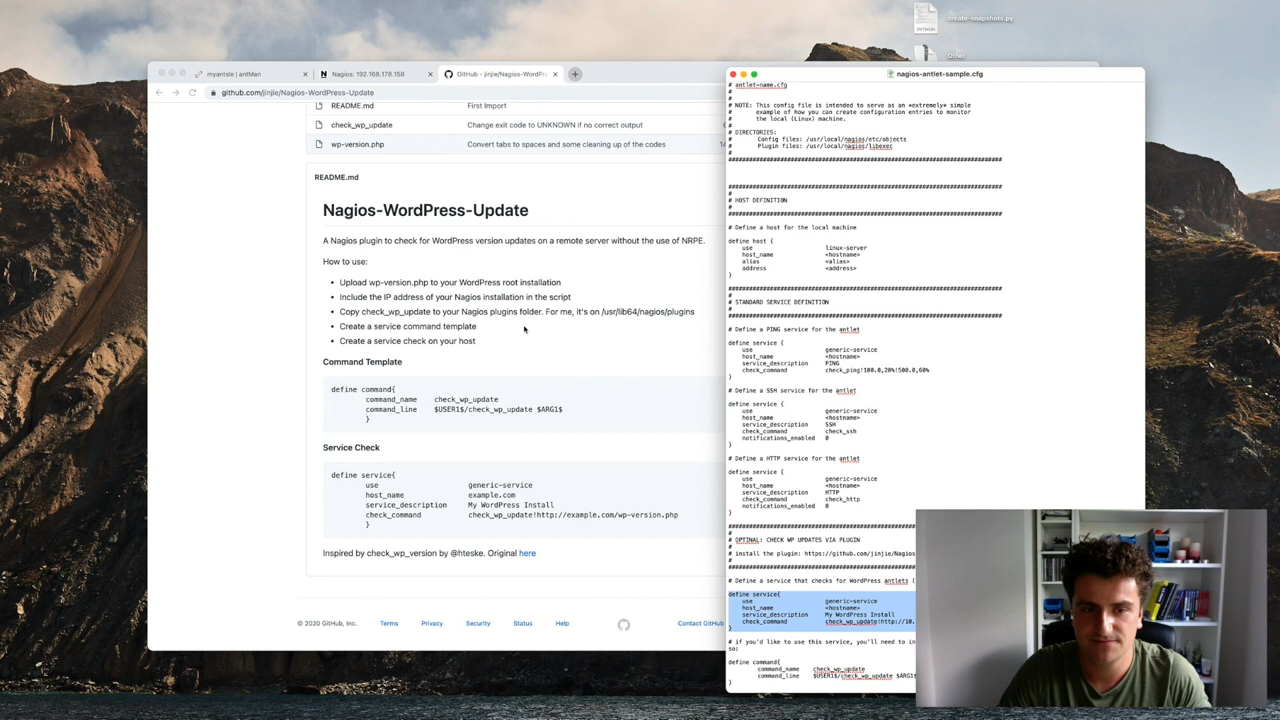 create-snapshots.py
PYTHON
myantsle | antMan
Nagios: 192.168.178.158
GitHub - jinjie/Nagios-WordPre
github.com/jinjie/Nagios-WordPress-Update
README.md First Import
check_wp_update Change exit code to UNKNOWN if no correct output
wp-version.php Convert tabs to spaces and some cleaning up of the codes
README.md
Nagios-WordPress-Update
A Nagios plugin to check for WordPress version updates on a remote server without the use of NRPE.
How to use:
• Upload wp-version.php to your WordPress root installation
• Include the IP address of your Nagios installation in the script
• Copy check_wp_update to your Nagios plugins folder. For me, it's on /usr/lib64/nagios/plugins
• Create a service command template
• Create a service check on your host
Command Template
define command{
command_name check_wp_update
command_line $USER1$/check_wp_update $ARG1$
}
Service Check
define service{
use generic-service
host_name example.com
service_description My WordPress Install
check_command check_wp_update!http://example.com/wp-version.php
}
Inspired by check_wp_version by @hteske. Original here
© 2020 GitHub, Inc. Terms Privacy Security Status Help Contact GitHub
nagios-antlet-sample.cfg
# antlet-name.cfg
#
#
# NOTE: This config file is intended to serve as an *extremely* simple
# example of how you can create configuration entries to monitor
# the local (Linux) machine.
#
# DIRECTORIES:
# Config files: /usr/local/nagios/etc/objects
# Plugin files: /usr/local/nagios/libexec
#
###############################################################################
###############################################################################
#
# HOST DEFINITION
#
###############################################################################
# Define a host for the local machine
define host {
use linux-server
host_name <hostname>
alias <alias>
address <address>
}
###############################################################################
#
# STANDARD SERVICE DEFINITION
#
###############################################################################
# Define a PING service for the antlet
define service {
use generic-service
host_name <hostname>
service_description PING
check_command check_ping!100.0,20%!500.0,60%
}
# Define a SSH service for the antlet
define service {
use generic-service
host_name <hostname>
service_description SSH
check_command check_ssh
notifications_enabled 0
}
# Define a HTTP service for the antlet
define service {
use generic-service
host_name <hostname>
service_description HTTP
check_command check_http
notifications_enabled 0
}
######################################################
#
# OPTINAL: CHECK WP UPDATES VIA PLUGIN
#
# install the plugin: https://github.com/jinjie/Nagios
#
######################################################
# Define a service that checks for WordPress antlets (
define service{
use generic-service
host_name <hostname>
service_description My WordPress Install
check_command check_wp_update!http://10.
}
# if you'd like to use this service, you'll need to in
so:
define command{
command_name check_wp_update
command_line $USER1$/check_wp_update $ARG1$
}